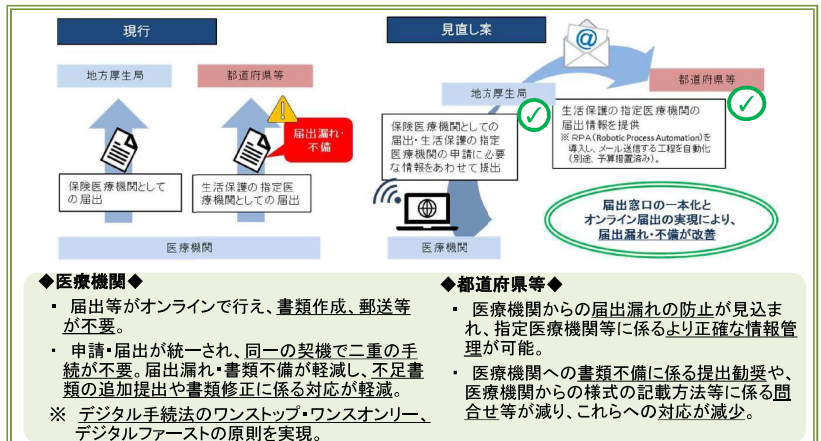 現行
地方厚生局
都道府県等
届出漏れ・
不備
保険医療機関として
の届出
生活保護の指定医
療機関としての届出
医療機関
見直し案
@
地方厚生局
都道府県等
保険医療機関としての
届出・生活保護の指定
医療機関の申請に必要
な情報をあわせて提出
生活保護の指定医療機関の
届出情報を提供
※ RPA(Robotic Process Automation)を
導入し、メール送信する工程を自動化
(別途、予算措置済み)。
医療機関
届出窓口の一本化と
オンライン届出の実現により、
届出漏れ・不備が改善
◆医療機関◆
・ 届出等がオンラインで行え、書類作成、郵送等
が不要。
・ 申請・届出が統一され、同一の契機で二重の手
続が不要。届出漏れ・書類不備が軽減し、不足書
類の追加提出や書類修正に係る対応が軽減。
※ デジタル手続法のワンストップ・ワンスオンリー、
デジタルファーストの原則を実現。
◆都道府県等◆
・ 医療機関からの届出漏れの防止が見込ま
れ、指定医療機関等に係るより正確な情報管
理が可能。
・ 医療機関への書類不備に係る提出勧奨や、
医療機関からの様式の記載方法等に係る問
合せ等が減り、これらへの対応が減少。